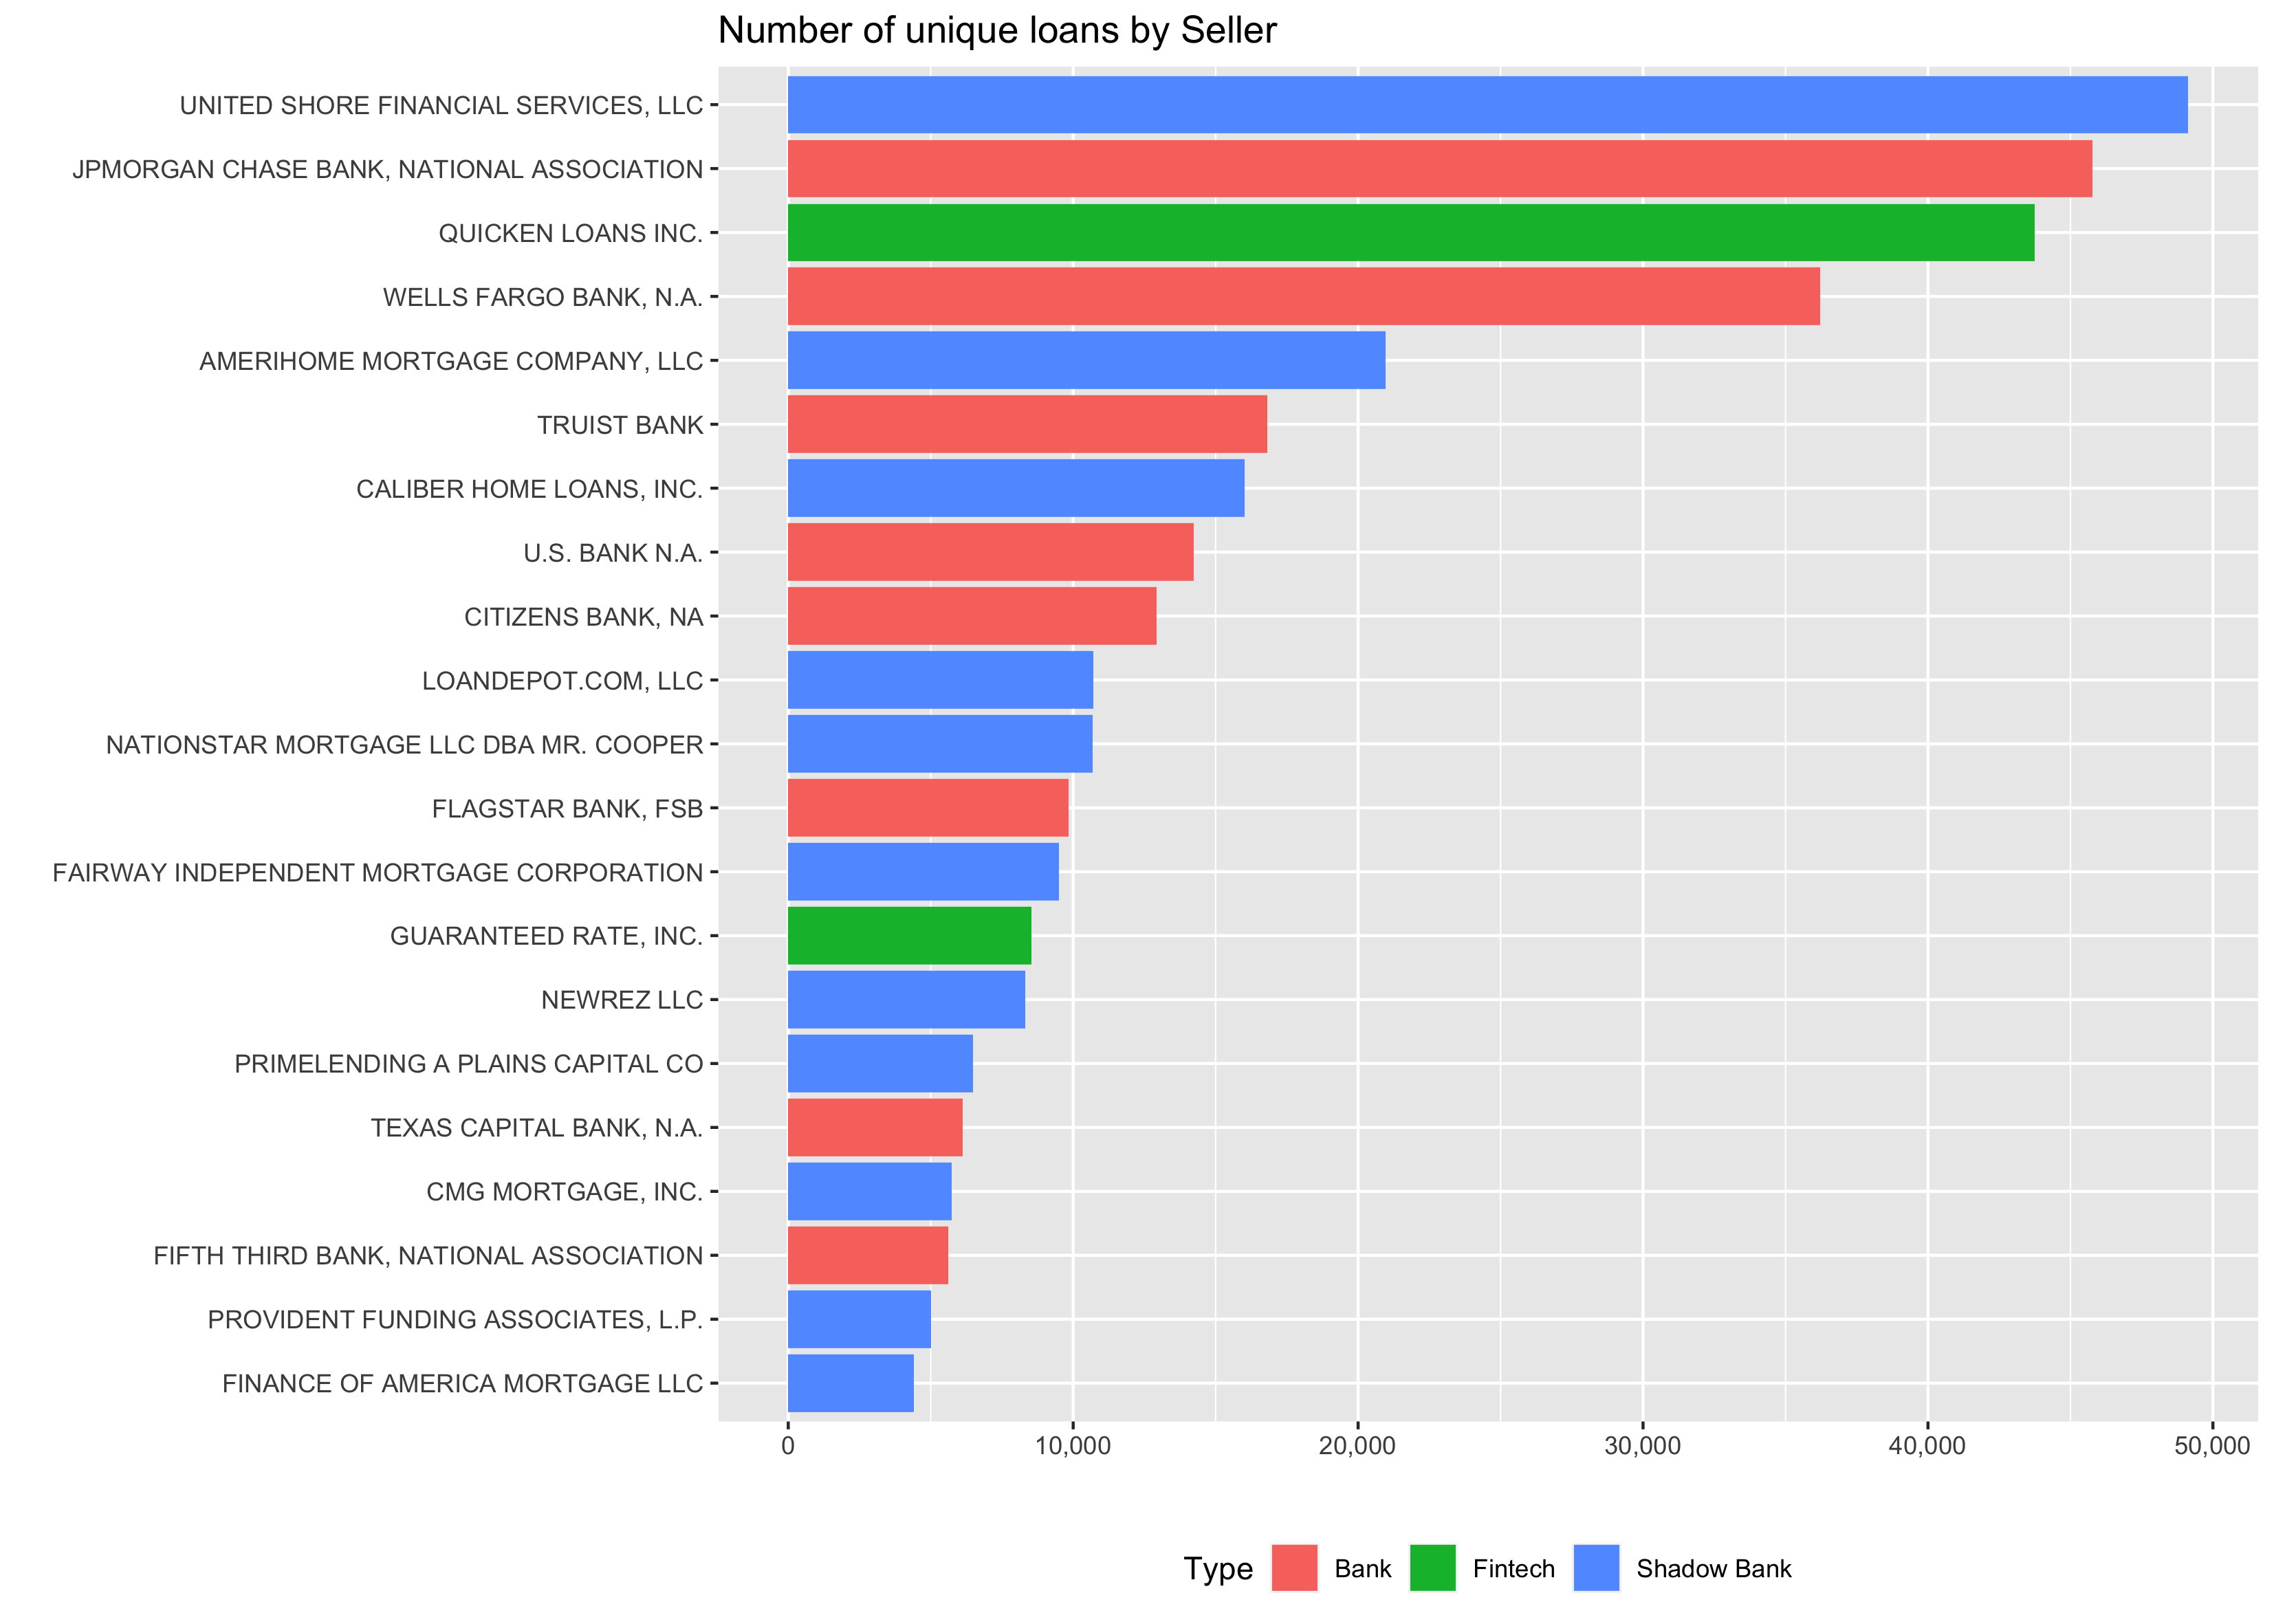 Number of unique loans by Seller
UNITED SHORE FINANCIAL SERVICES, LLC
JPMORGAN CHASE BANK, NATIONAL ASSOCIATION
QUICKEN LOANS INC.
WELLS FARGO BANK, N.A.
AMERIHOME MORTGAGE COMPANY, LLC
TRUIST BANK
CALIBER HOME LOANS, INC.
U.S. BANK N.A.
CITIZENS BANK, NA
LOANDEPOT.COM, LLC
NATIONSTAR MORTGAGE LLC DBA MR. COOPER
FLAGSTAR BANK, FSB
FAIRWAY INDEPENDENT MORTGAGE CORPORATION
GUARANTEED RATE, INC.
NEWREZ LLC
PRIMELENDING A PLAINS CAPITAL CO
TEXAS CAPITAL BANK, N.A.
CMG MORTGAGE, INC.
FIFTH THIRD BANK, NATIONAL ASSOCIATION
PROVIDENT FUNDING ASSOCIATES, L.P.
FINANCE OF AMERICA MORTGAGE LLC
0 10,000 20,000 30,000 40,000 50,000
Type Bank Fintech Shadow Bank